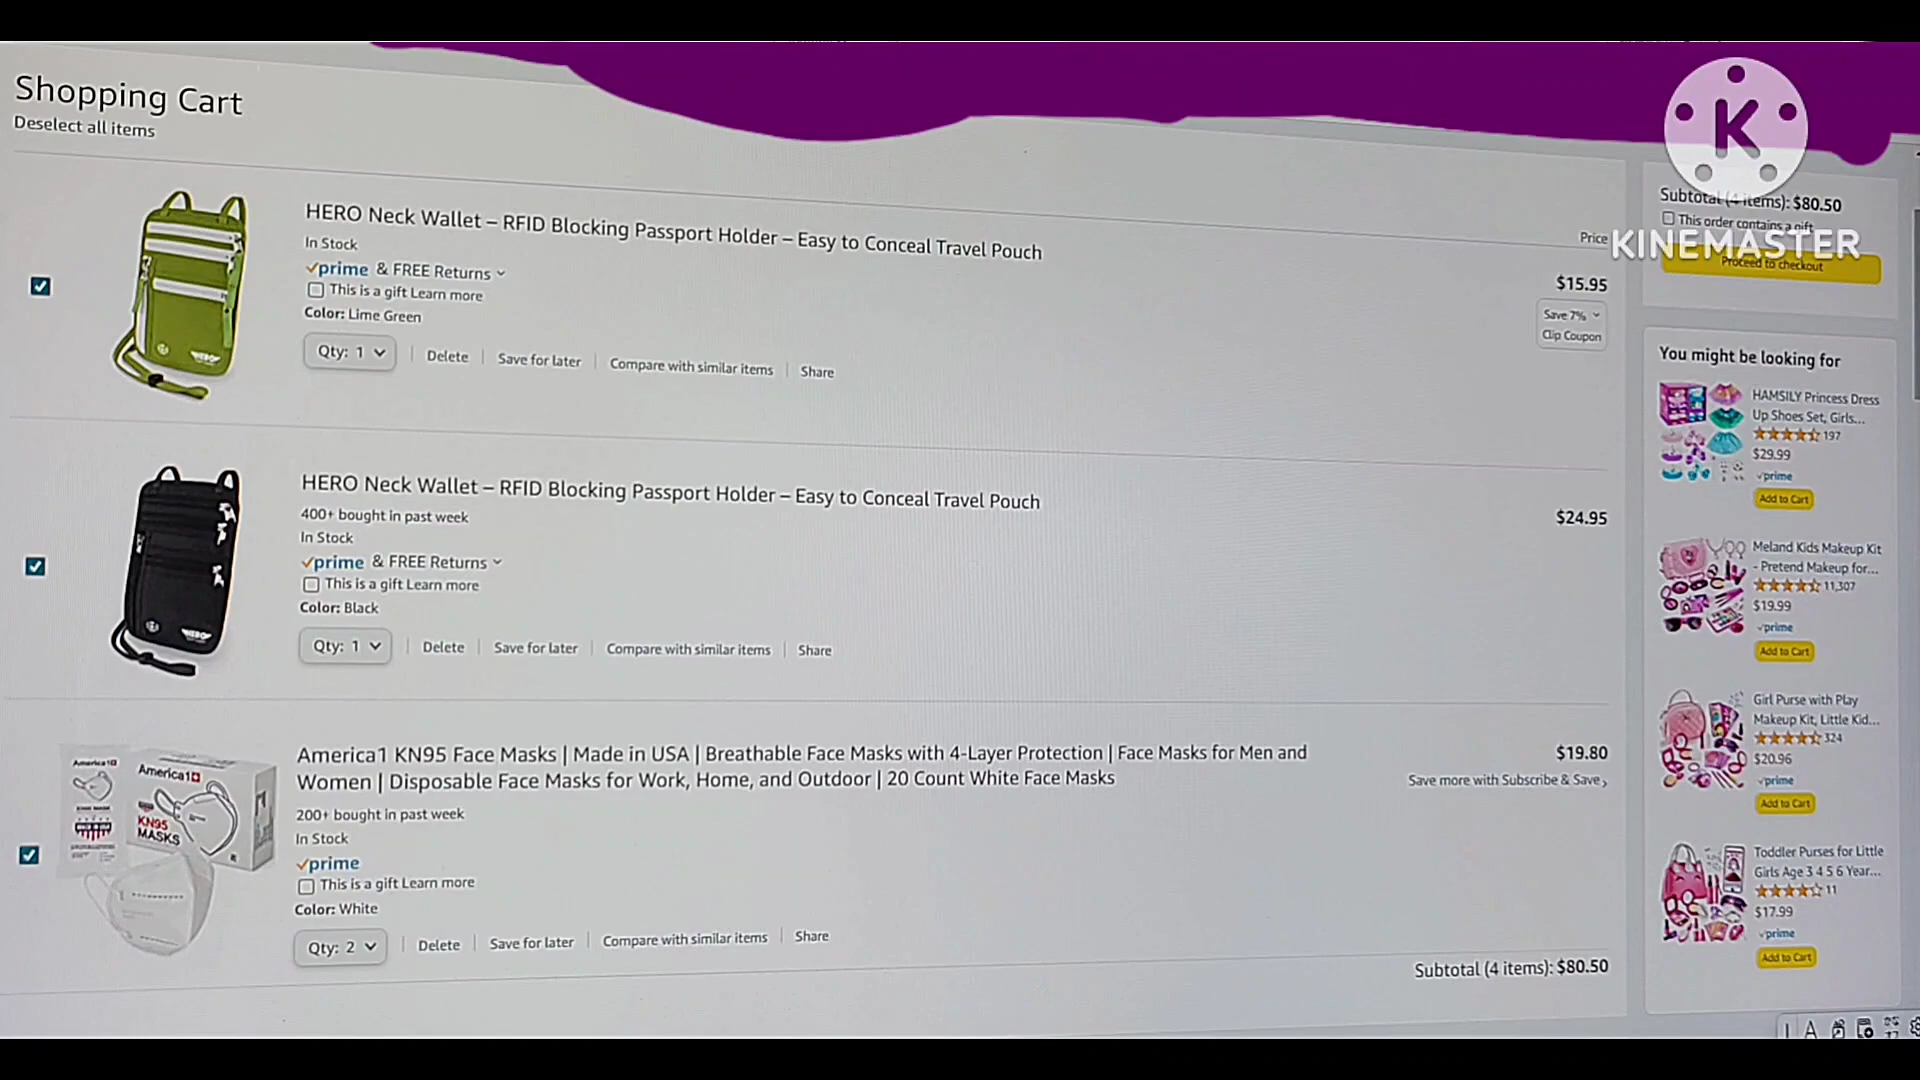 Shopping Cart
Deselect all items
Price
HERO Neck Wallet – RFID Blocking Passport Holder – Easy to Conceal Travel Pouch
$15.95
In Stock
prime & FREE Returns
This is a gift Learn more
Save 7%
Clip Coupon
Color: Lime Green
Qty: 1
Delete
Save for later
Compare with similar items
Share
HERO Neck Wallet – RFID Blocking Passport Holder – Easy to Conceal Travel Pouch
$24.95
400+ bought in past week
In Stock
prime & FREE Returns
This is a gift Learn more
Color: Black
Qty: 1
Delete
Save for later
Compare with similar items
Share
America1
America1
KN95
MASKS
America1 KN95 Face Masks | Made in USA | Breathable Face Masks with 4-Layer Protection | Face Masks for Men and
Women | Disposable Face Masks for Work, Home, and Outdoor | 20 Count White Face Masks
$19.80
Save more with Subscribe & Save
200+ bought in past week
In Stock
prime
This is a gift Learn more
Color: White
Qty: 2
Delete
Save for later
Compare with similar items
Share
Subtotal (4 items): $80.50
K
KINEMASTER
Subtotal (4 items): $80.50
This order contains a gift
Proceed to checkout
You might be looking for
HAMSILY Princess Dress
Up Shoes Set, Girls...
197
$29.99
prime
Add to Cart
Meland Kids Makeup Kit
- Pretend Makeup for...
11,307
$19.99
prime
Add to Cart
Girl Purse with Play
Makeup Kit, Little Kid...
324
$20.96
prime
Add to Cart
Toddler Purses for Little
Girls Age 3 4 5 6 Year...
11
$17.99
prime
Add to Cart